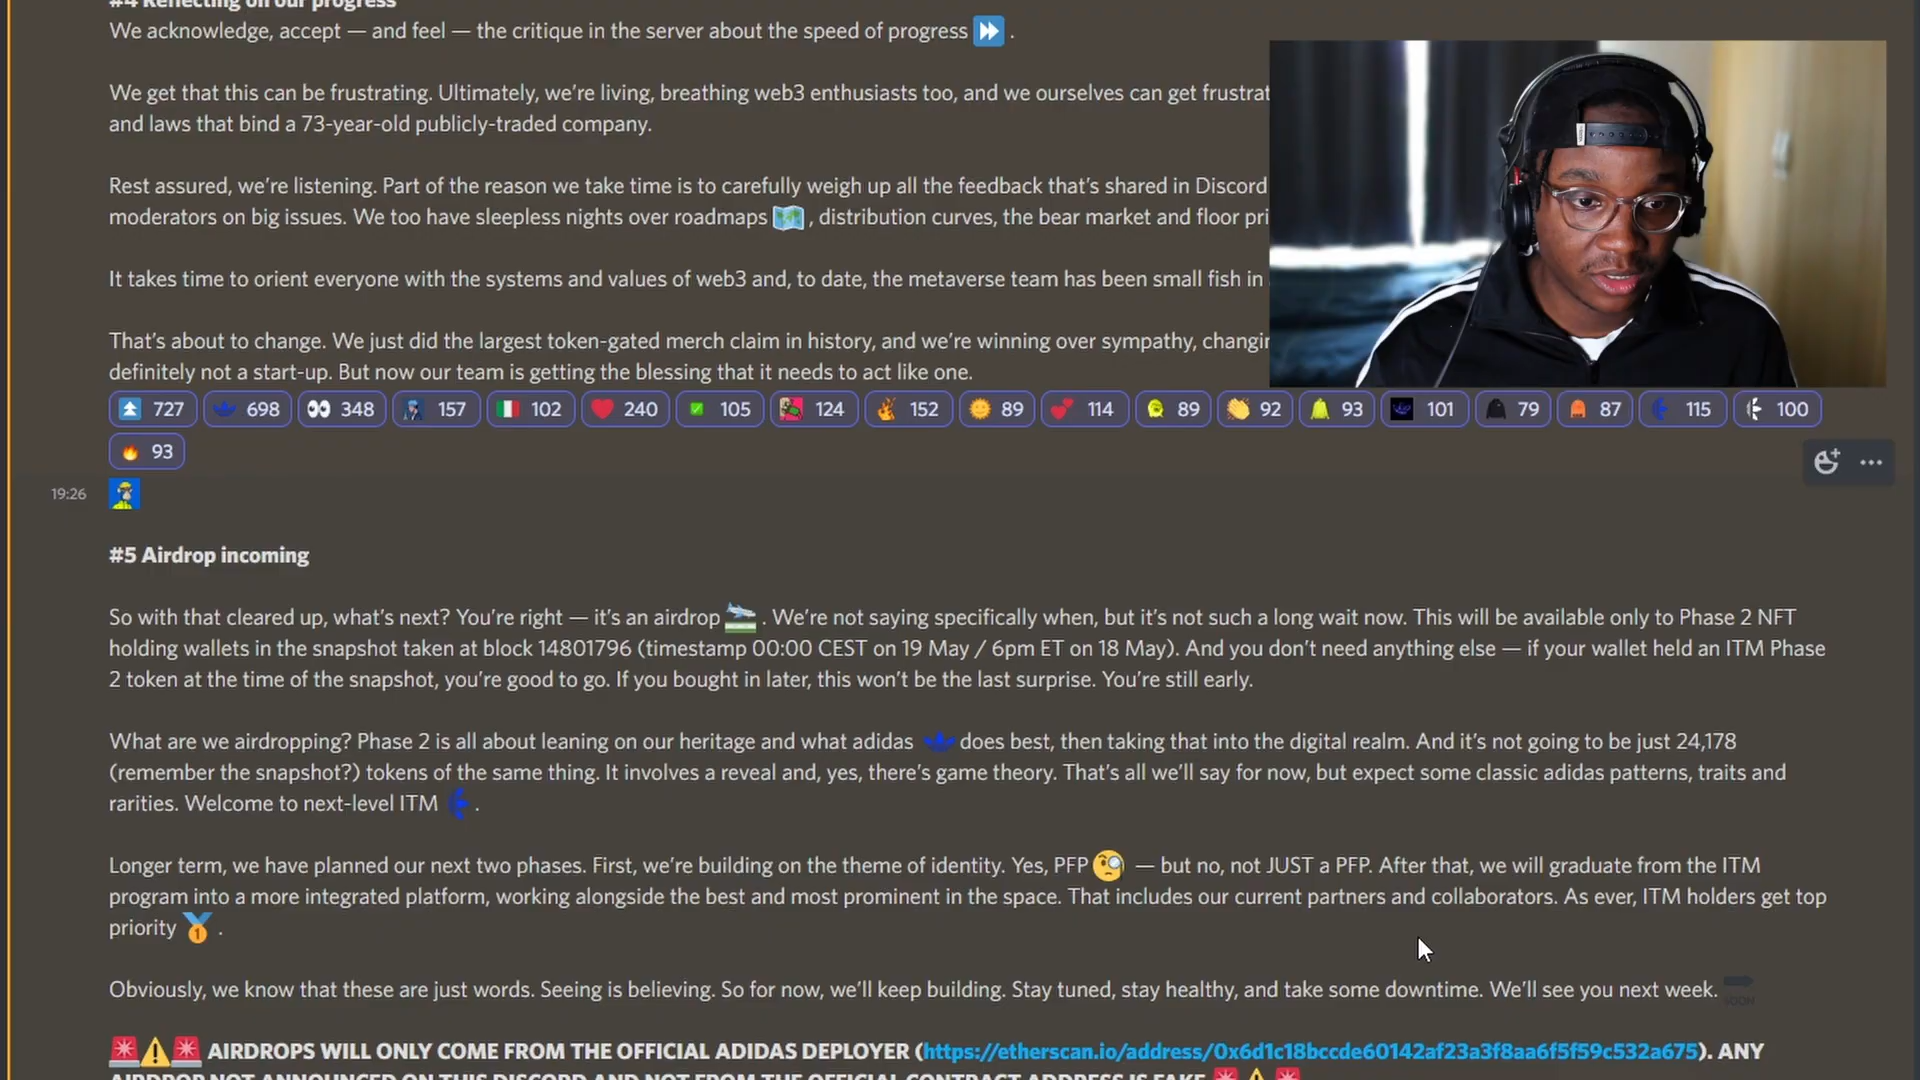 #4 Reflecting on our progress
We acknowledge, accept — and feel — the critique in the server about the speed of progress .
We get that this can be frustrating. Ultimately, we're living, breathing web3 enthusiasts too, and we ourselves can get
and laws that bind a 73-year-old publicly-traded company.
Rest assured, we're listening. Part of the reason we take time is to carefully weigh up all the feedback that's shared in Discord
moderators on big issues. We too have sleepless nights over roadmaps , distribution curves, the bear market and floor
It takes time to orient everyone with the systems and values of web3 and, to date, the metaverse team has been small fish in
That's about to change. We just did the largest token-gated merch claim in history, and we're winning over sympathy,
definitely not a start-up. But now our team is getting the blessing that it needs to act like one.
727 698 348 157 102 240 105 124 152 89 114 89 92 93 101 79 87 115 100
93
19:26
#5 Airdrop incoming
So with that cleared up, what's next? You're right — it's an airdrop . We're not saying specifically when, but it's not such a long wait now. This will be available only to Phase 2 NFT
holding wallets in the snapshot taken at block 14801796 (timestamp 00:00 CEST on 19 May / 6pm ET on 18 May). And you don't need anything else — if your wallet held an ITM Phase
2 token at the time of the snapshot, you're good to go. If you bought in later, this won't be the last surprise. You're still early.
What are we airdropping? Phase 2 is all about leaning on our heritage and what adidas does best, then taking that into the digital realm. And it's not going to be just 24,178
(remember the snapshot?) tokens of the same thing. It involves a reveal and, yes, there's game theory. That's all we'll say for now, but expect some classic adidas patterns, traits and
rarities. Welcome to next-level ITM .
Longer term, we have planned our next two phases. First, we're building on the theme of identity. Yes, PFP — but no, not JUST a PFP. After that, we will graduate from the ITM
program into a more integrated platform, working alongside the best and most prominent in the space. That includes our current partners and collaborators. As ever, ITM holders get top
priority .
Obviously, we know that these are just words. Seeing is believing. So for now, we'll keep building. Stay tuned, stay healthy, and take some downtime. We'll see you next week. SOON
AIRDROPS WILL ONLY COME FROM THE OFFICIAL ADIDAS DEPLOYER (https://etherscan.io/address/0x6d1c18bccde60142af23a3f8aa6f5f59c532a675). ANY
AIRDROP NOT ANNOUNCED ON THIS DISCORD AND NOT FROM THE OFFICIAL CONTRACT ADDRESS IS FAKE